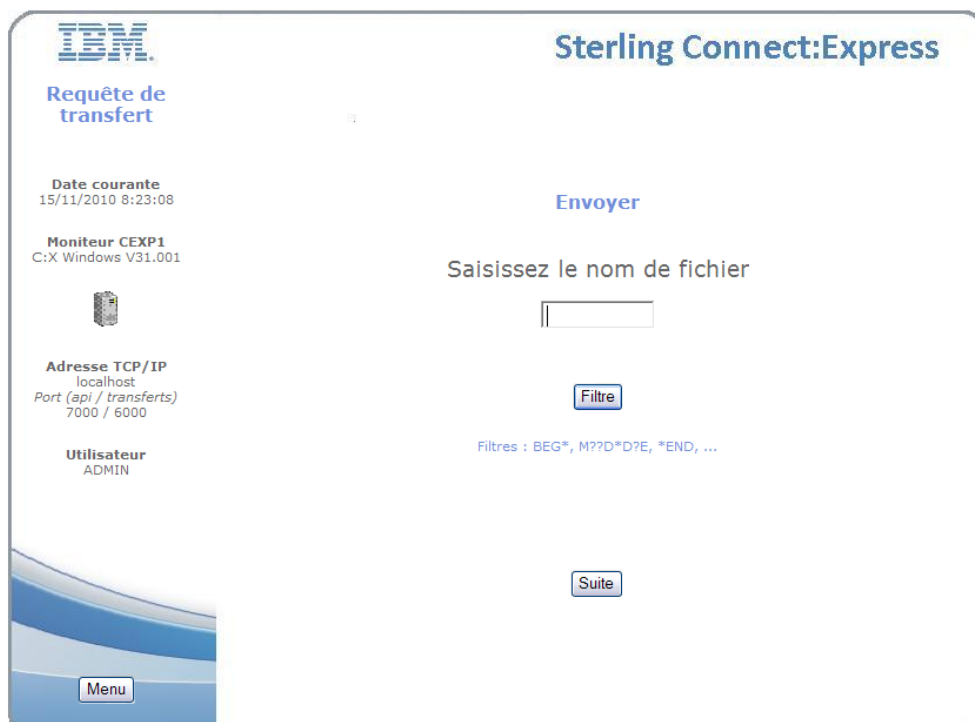 IBM.
Sterling Connect:Express
Requête de
transfert
Date courante
15/11/2010 8:23:08
Moniteur CEXP1
C:X Windows V31.001
Adresse TCP/IP
localhost
Port (api / transferts)
7000 / 6000
Utilisateur
ADMIN
Menu
Envoyer
Saisissez le nom de fichier
Filtre
Filtres : BEG*, M??D*D?E, *END, ...
Suite